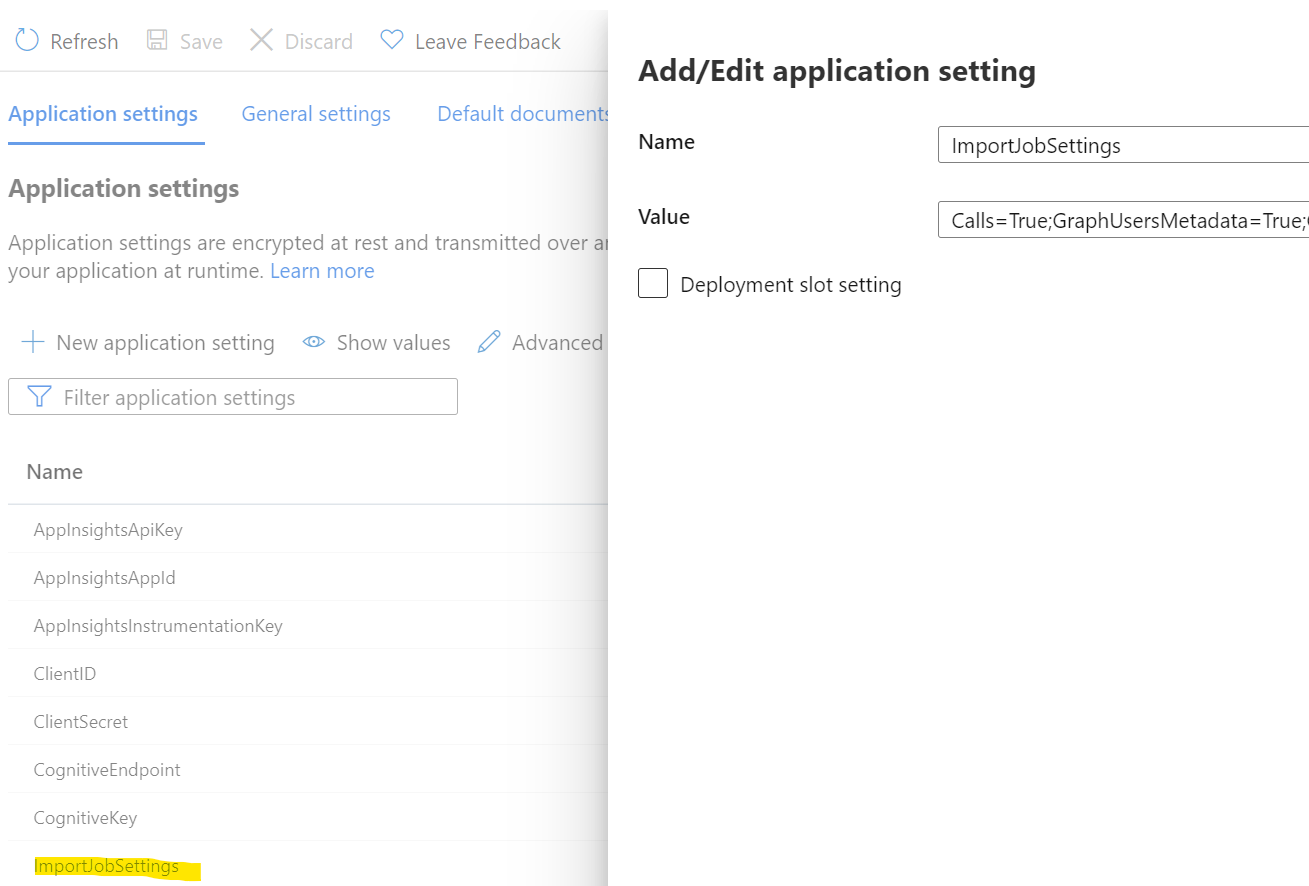 Refresh Save Discard Leave Feedback
Application settings General settings Default documents
Application settings
Application settings are encrypted at rest and transmitted over
your application at runtime. Learn more
New application setting Show values Advanced
Filter application settings
Name
AppInsightsApiKey
AppInsightsAppId
AppInsightsInstrumentationKey
ClientID
ClientSecret
CognitiveEndpoint
CognitiveKey
ImportJobSettings
Add/Edit application setting
Name ImportJobSettings
Value Calls=True;GraphUsersMetadata=True;
Deployment slot setting